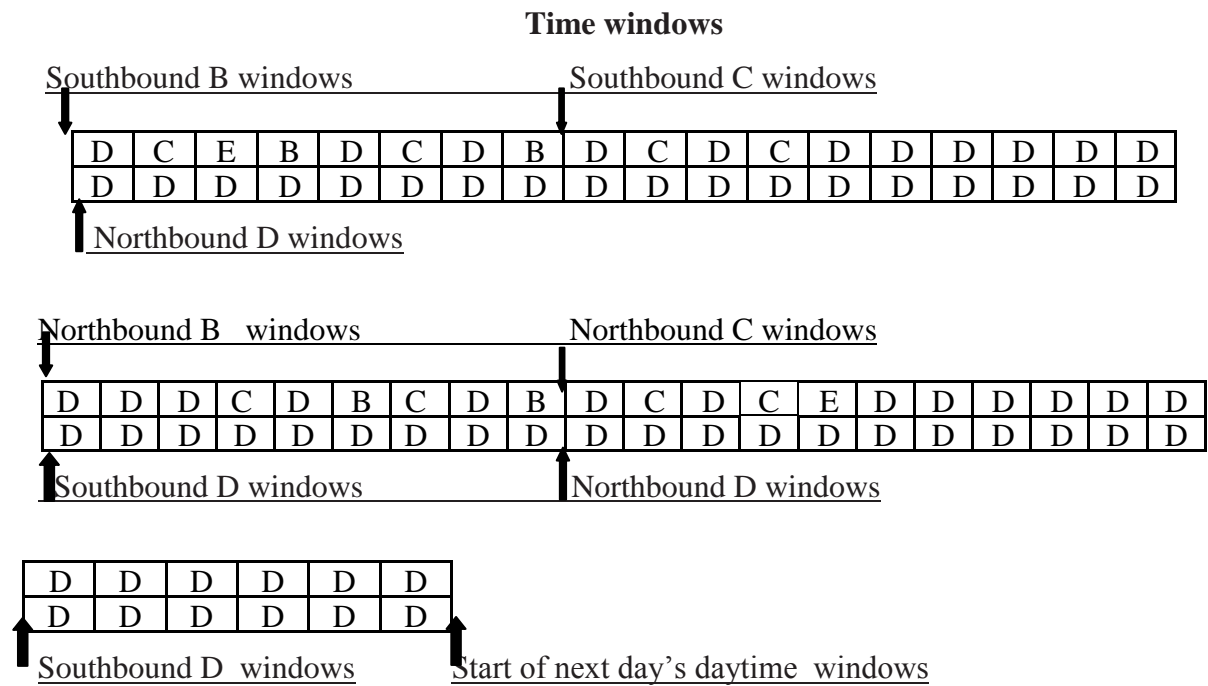 Time windows
Southbound B windows Southbound C windows
D C E B D C D B D C D C D D D D D D
D D D D D D D D D D D D D D D D D D
Northbound D windows
Northbound B windows Northbound C windows
D D D C D B C D B D C D C E D D D D D D
D D D D D D D D D D D D D D D D D D D D
Southbound D windows Northbound D windows
D D D D D D
D D D D D D
Southbound D windows Start of next day's daytime windows